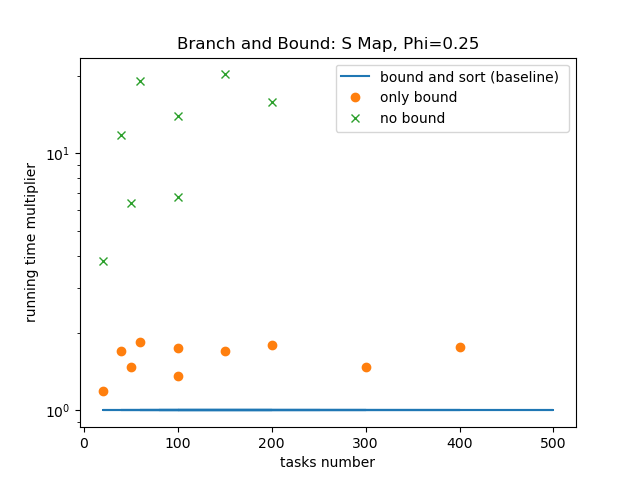 Branch and Bound: S Map, Phi=0.25
bound and sort (baseline)
only bound
no bound
running time multiplier
10¹
10⁰
0
100
200
300
400
500
tasks number